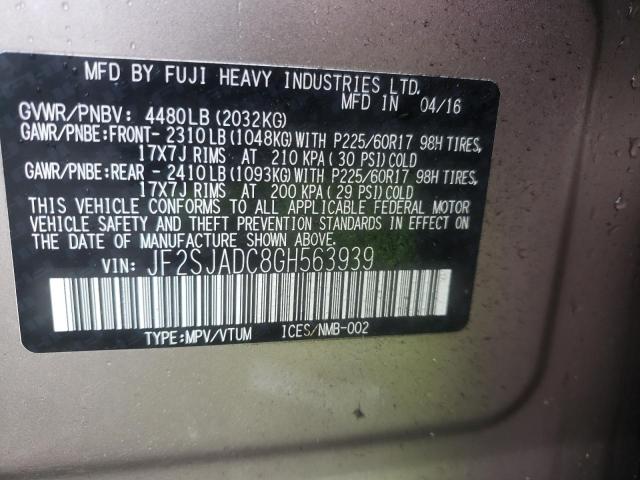 MFD BY FUJI HEAVY INDUSTRIES LTD.
MFD IN 04/16
GVWR/PNBV: 4480LB (2032KG)
GAWR/PNBE:FRONT- 2310LB (1048KG) WITH P225/60R17 98H TIRES,
17X7J RIMS AT 210 KPA ( 30 PSI) COLD
GAWR/PNBE:REAR - 2410LB (1093KG) WITH P225/60R17 98H TIRES,
17X7J RIMS AT 200 KPA ( 29 PSI) COLD
THIS VEHICLE CONFORMS TO ALL APPLICABLE FEDERAL MOTOR
VEHICLE SAFETY AND THEFT PREVENTION STANDARDS IN EFFECT ON
THE DATE OF MANUFACTURE SHOWN ABOVE.
VIN: JF2SJADC8GH563939
TYPE:MPV/VTUM ICES/NMB-002